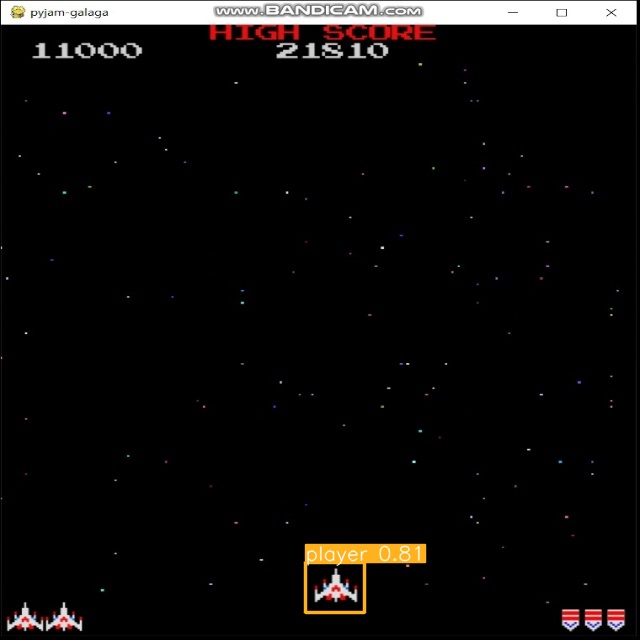 www.BANDICAM.com
pyjam-galaga
HIGH SCORE
11000 21810
player 0.81